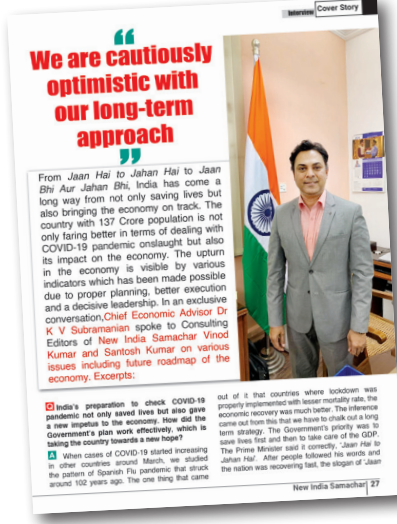 Interview Cover Story
“
We are cautiously
optimistic with
our long-term
approach
”
From Jaan Hai to Jahan Hai to Jaan
Bhi Aur Jahan Bhi, India has come a
long way from not only saving lives but
also bringing the economy on track. The
country with 137 Crore population is not
only faring better in terms of dealing with
COVID-19 pandemic onslaught but also
its impact on the economy. The upturn
in the economy is visible by various
indicators which has been made possible
due to proper planning, better execution
and a decisive leadership. In an exclusive
conversation,Chief Economic Advisor Dr
K V Subramanian spoke to Consulting
Editors of New India Samachar Vinod
Kumar and Santosh Kumar on various
issues including future roadmap of the
economy. Excerpts:
Q India's preparation to check COVID-19
pandemic not only saved lives but also gave
a new impetus to the economy. How did the
Government's plan work effectively, which is
taking the country towards a new hope?
A When cases of COVID-19 started increasing
in other countries around March, we studied
the pattern of Spanish Flu pandemic that struck
around 102 years ago. The one thing that came
out of it that countries where lockdown was
properly implemented with lesser mortality rate, the
economic recovery was much better. The inference
came out from this that we have to chalk out a long
term strategy. The Government's priority was to
save lives first and then to take care of the GDP.
The Prime Minister said it correctly, 'Jaan Hai to
Jahan Hai'. After people followed his words and
the nation was recovering fast, the slogan of 'Jaan
New India Samachar 27